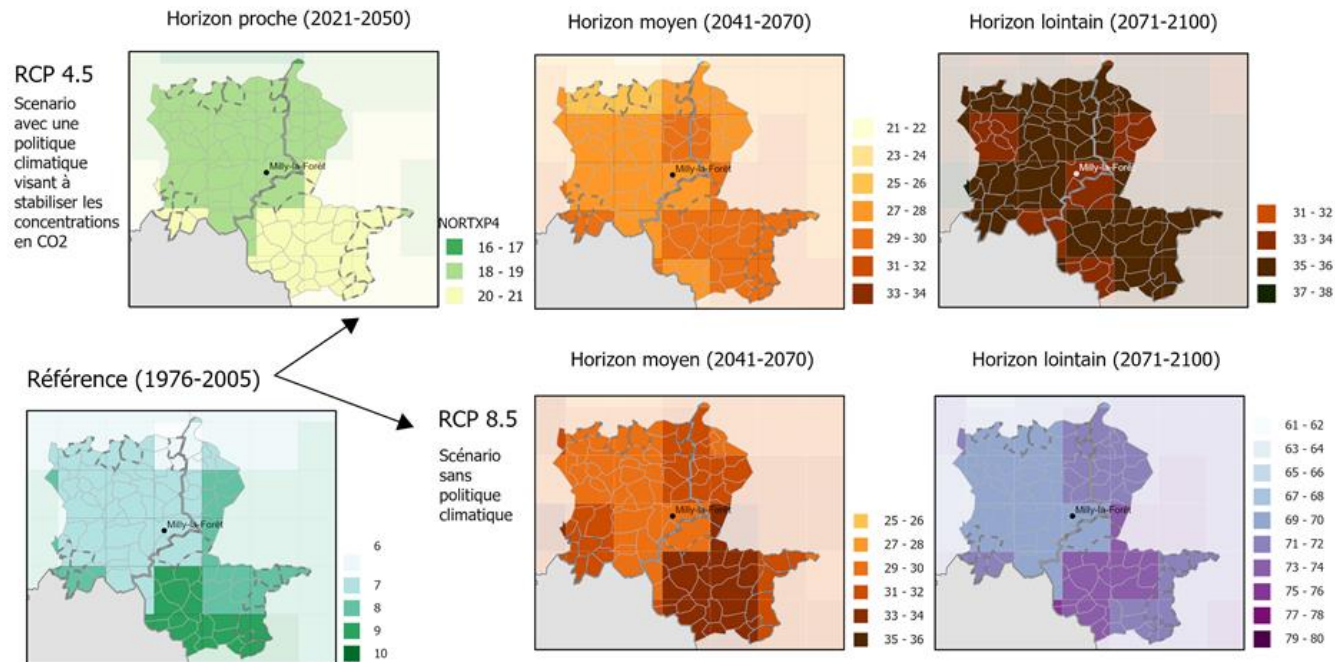 Horizon proche (2021-2050)
Horizon moyen (2041-2070)
Horizon lointain (2071-2100)
RCP 4.5
Scenario
avec une
politique
climatique
visant à
stabiliser les
concentrations
en CO2
Milly-la-Forêt
NORTXP4
16 - 17
18 - 19
20 - 21
Milly-la-Forêt
21 - 22
23 - 24
25 - 26
27 - 28
29 - 30
31 - 32
33 - 34
Milly-la-Forêt
31 - 32
33 - 34
35 - 36
37 - 38
Référence (1976-2005)
Milly-la-Forêt
6
7
8
9
10
RCP 8.5
Scénario
sans
politique
climatique
Horizon moyen (2041-2070)
Horizon lointain (2071-2100)
Milly-la-Forêt
25 - 26
27 - 28
29 - 30
31 - 32
33 - 34
35 - 36
Milly-la-Forêt
61 - 62
63 - 64
65 - 66
67 - 68
69 - 70
71 - 72
73 - 74
75 - 76
77 - 78
79 - 80